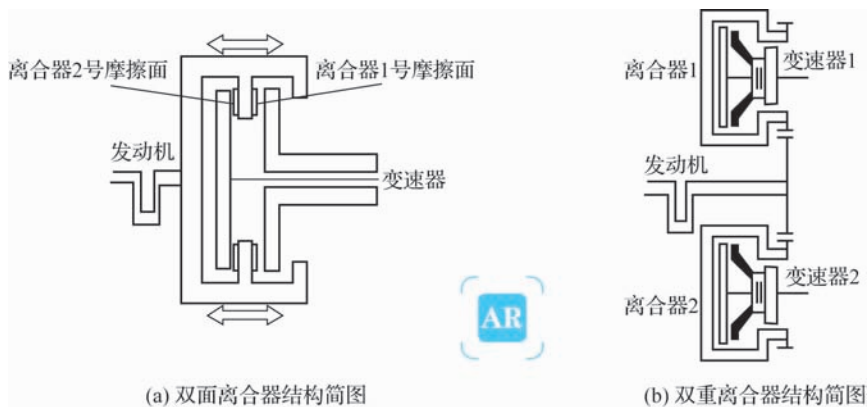 离合器2号摩擦面
离合器1号摩擦面
发动机
变速器
AR
(a) 双面离合器结构简图
离合器1
变速器1
发动机
离合器2
变速器2
(b) 双重离合器结构简图